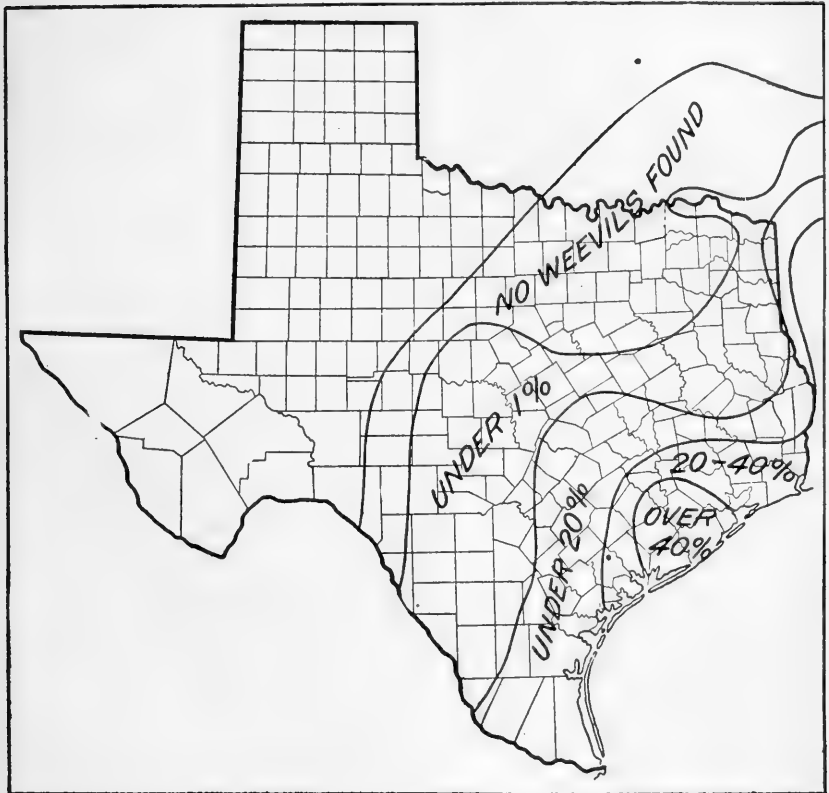 NO WEEVILS FOUND
UNDER 1%
20-40%
OVER
40%
UNDER 20%